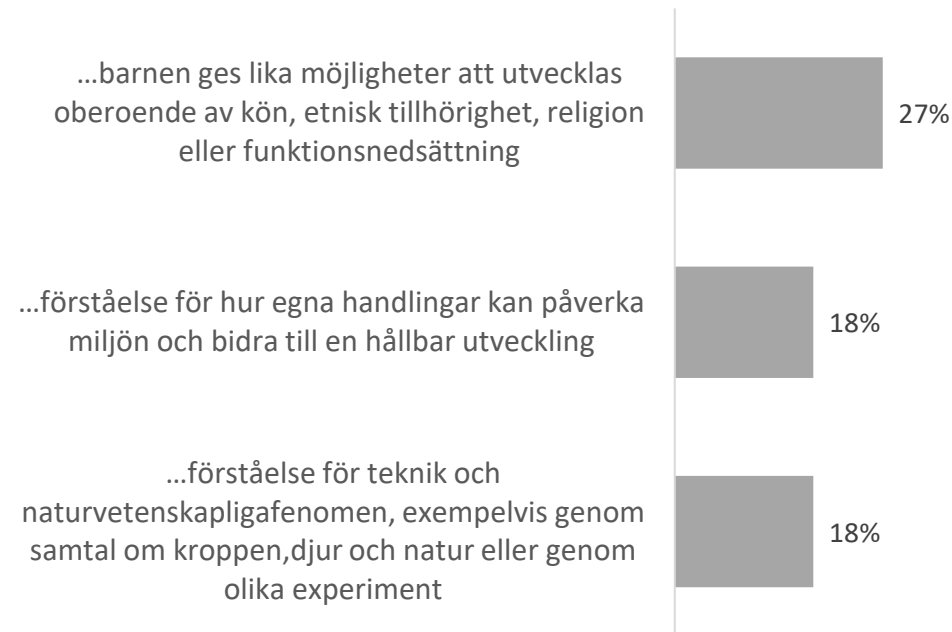 ...barnen ges lika möjligheter att utvecklas
oberoende av kön, etnisk tillhörighet, religion
eller funktionsnedsättning
27%
...förståelse för hur egna handlingar kan påverka
miljön och bidra till en hållbar utveckling
18%
...förståelse för teknik och
naturvetenskapligafenomen, exempelvis genom
samtal om kroppen,djur och natur eller genom
olika experiment
18%